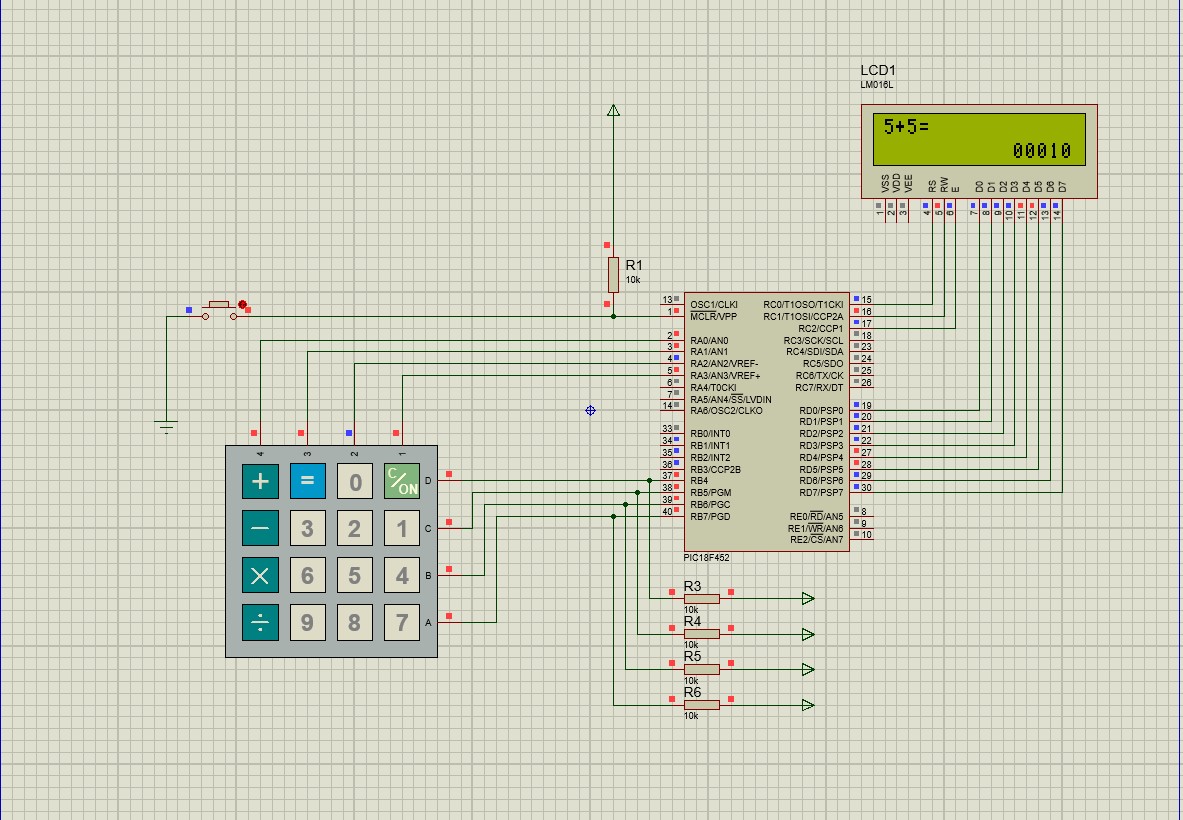 LCD1
LM016L
5+5=
00010
VSS VDD VEE RS RW E D0 D1 D2 D3 D4 D5 D6 D7
1 2 3 4 5 6 7 8 9 10 11 12 13 14
R1
10k
13 OSC1/CLKI RC0/T1OSO/T1CKI 15
1 MCLR/VPP RC1/T1OSI/CCP2A 16
RC2/CCP1 17
2 RA0/AN0 RC3/SCK/SCL 18
3 RA1/AN1 RC4/SDI/SDA 23
4 RA2/AN2/VREF- RC5/SDO 24
5 RA3/AN3/VREF+ RC6/TX/CK 25
6 RA4/T0CKI RC7/RX/DT 26
7 RA5/AN4/SS/LVDIN
14 RA6/OSC2/CLKO RD0/PSP0 19
RD1/PSP1 20
33 RB0/INT0 RD2/PSP2 21
34 RB1/INT1 RD3/PSP3 22
35 RB2/INT2 RD4/PSP4 27
36 RB3/CCP2B RD5/PSP5 28
37 RB4 RD6/PSP6 29
38 RB5/PGM RD7/PSP7 30
39 RB6/PGC
40 RB7/PGD RE0/RD/AN5 8
RE1/WR/AN6 9
RE2/CS/AN7 10
PIC18F452
4 3 2 1
+ = 0 C/ON D
− 3 2 1 C
× 6 5 4 B
÷ 9 8 7 A
R3
10k
R4
10k
R5
10k
R6
10k